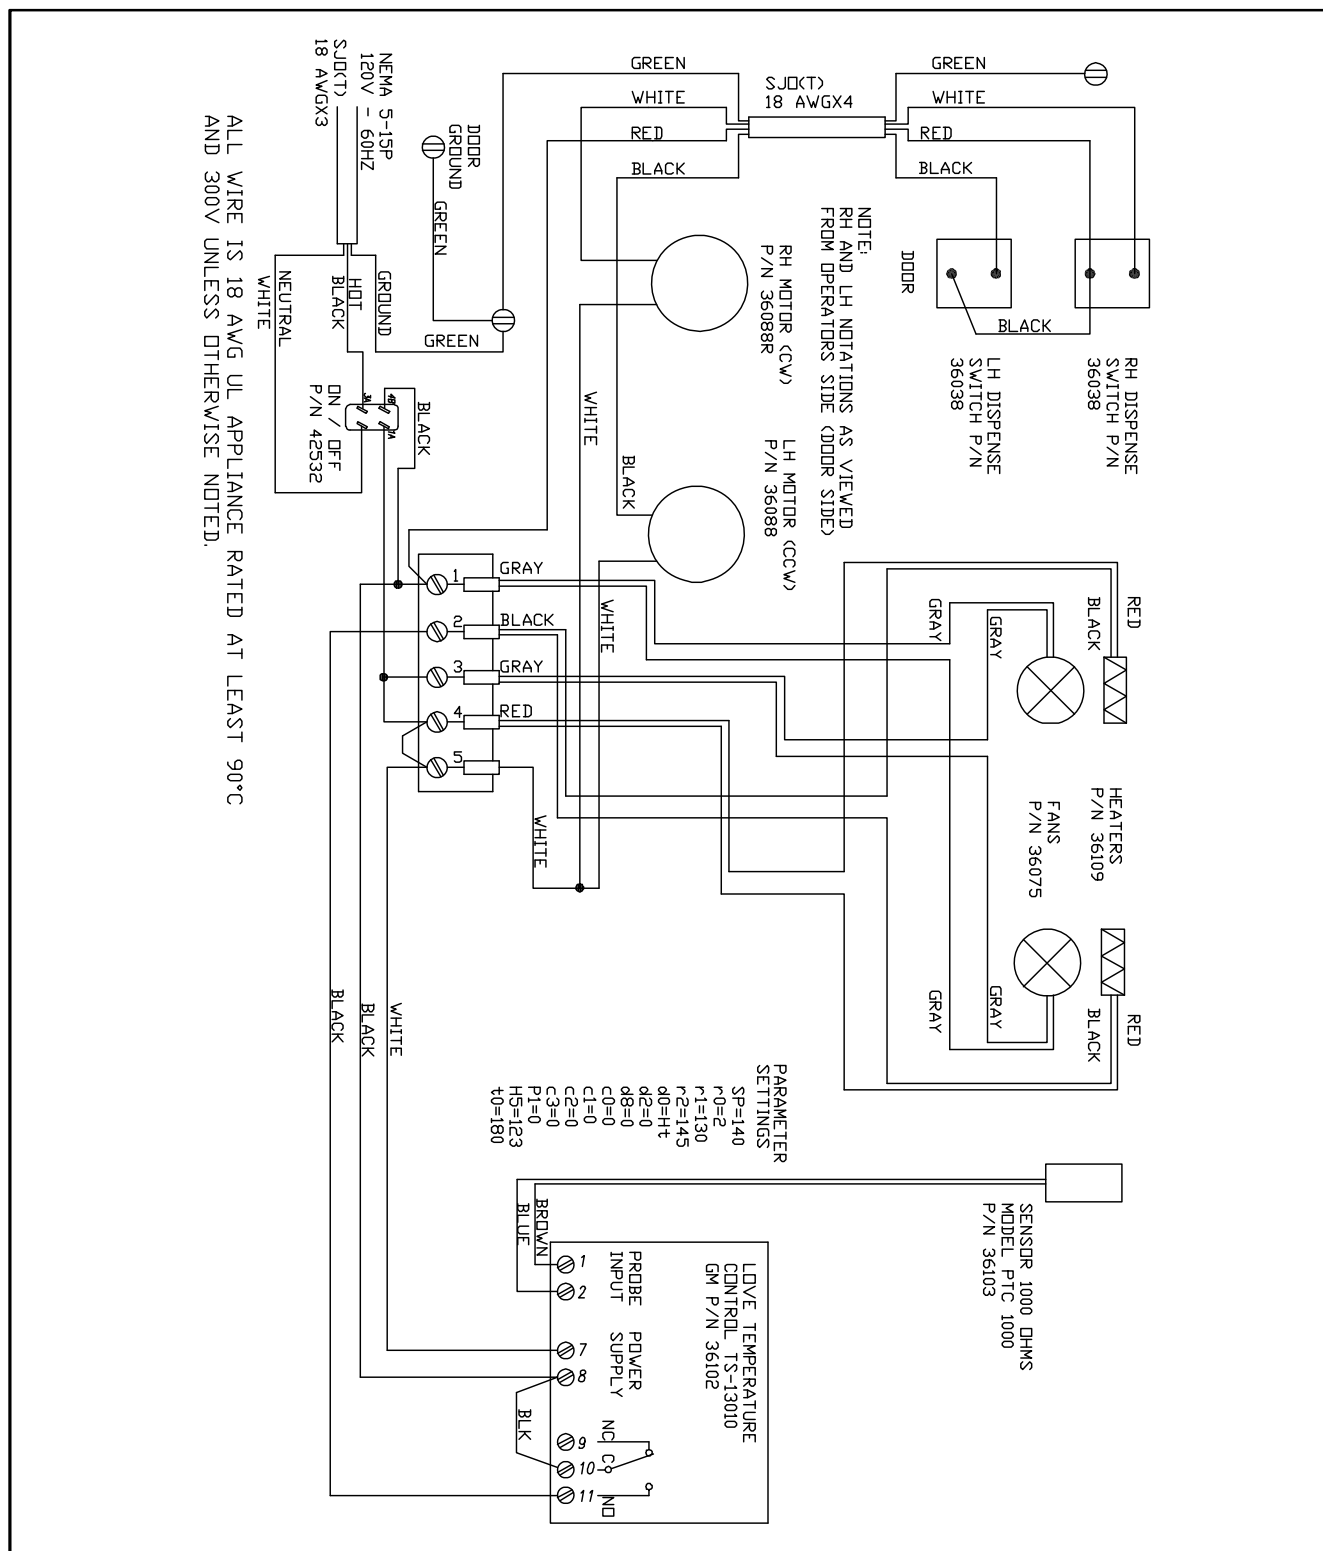 GREEN
WHITE
RED
BLACK
SJO(T)
18 AWGX4
GREEN
WHITE
RED
BLACK
NEMA 5-15P
120V - 60HZ
SJO(T)
18 AWGX3
DOOR
GROUND
GREEN
GROUND
HOT
BLACK
NEUTRAL
WHITE
GREEN
ON / OFF
P/N 42532
3A
4B
1A
BLACK
ALL WIRE IS 18 AWG UL APPLIANCE RATED AT LEAST 90°C
AND 300V UNLESS OTHERWISE NOTED.
NOTE:
RH AND LH NOTATIONS AS VIEWED
FROM OPERATORS SIDE (DOOR SIDE)
RH MOTOR (CW)
P/N 36088R
LH MOTOR (CCW)
P/N 36088
DOOR
BLACK
RH DISPENSE
SWITCH P/N
36038
LH DISPENSE
SWITCH P/N
36038
WHITE
BLACK
WHITE
WHITE
1
GRAY
2
BLACK
3
GRAY
4
RED
5
RED
BLACK
GRAY
GRAY
HEATERS
P/N 36109
FANS
P/N 36075
RED
BLACK
GRAY
GRAY
WHITE
BLACK
BLACK
PARAMETER
SETTINGS
SP=140
r0=2
r1=130
r2=145
d0=Ht
d2=0
d8=0
c0=0
c1=0
c2=0
c3=0
P1=0
H5=123
t0=180
SENSOR 1000 OHMS
MODEL PTC 1000
P/N 36103
BROWN
BLUE
LOVE TEMPERATURE
CONTROL TS-13010
GM P/N 36102
PROBE
INPUT
POWER
SUPPLY
1
2
7
8
9
10
11
NC
C
NO
BLK